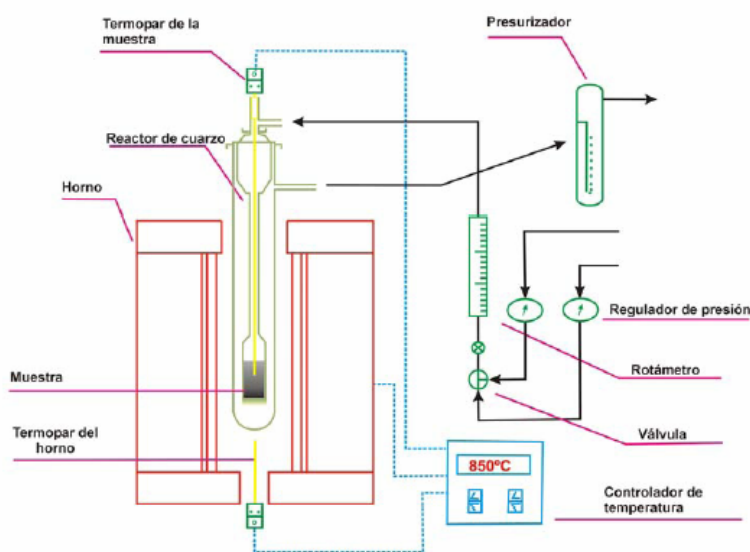 Termopar de la
muestra
Presurizador
Reactor de cuarzo
Horno
Regulador de presión
Rotámetro
Muestra
Válvula
Termopar del
horno
850ºC
Controlador de
temperatura